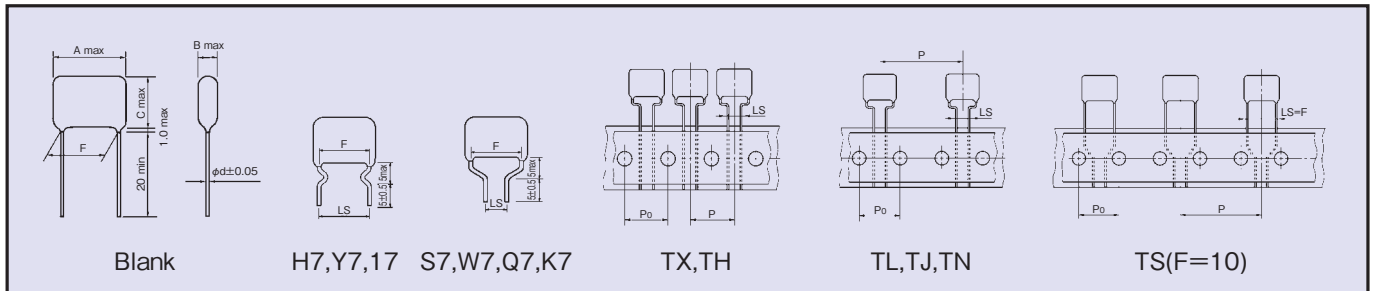 A max
B max
C max
1.0 max
F
20 min
φd±0.05
Blank
F
5max
5±0.5
LS
H7,Y7,17
F
5max
5±0.5
LS
S7,W7,Q7,K7
LS
Po
P
TX,TH
P
LS
Po
TL,TJ,TN
LS=F
Po
P
TS(F=10)